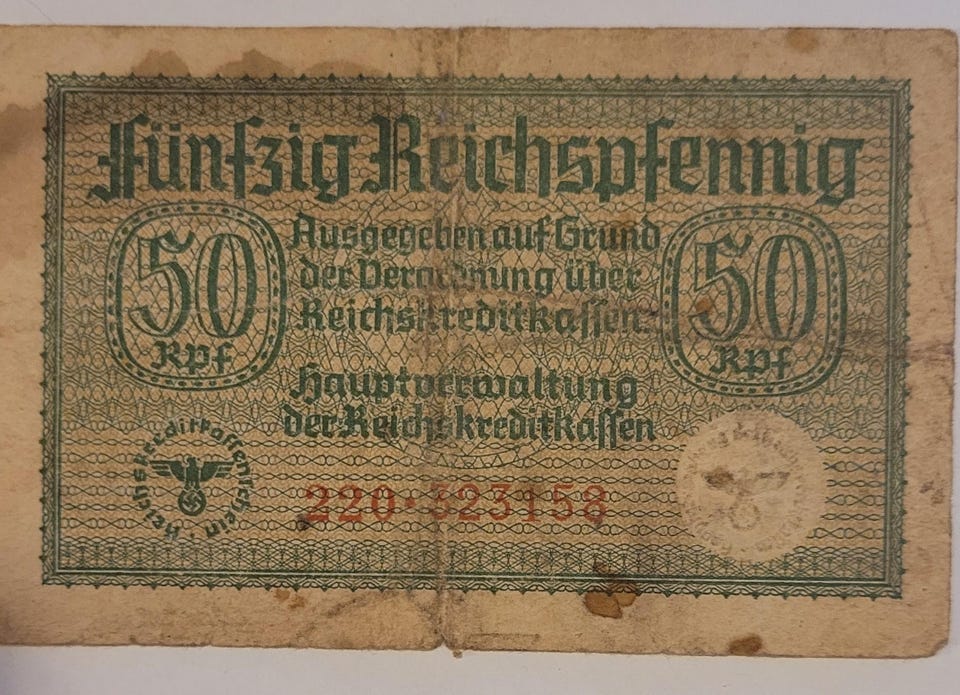 Fünfzig Reichspfennig
50
Rpf
Ausgegeben auf Grund
der Verordnung über
Reichskreditkassen
Hauptverwaltung
der Reichskreditkassen
50
Rpf
Reichskreditkassenschein
220·323158